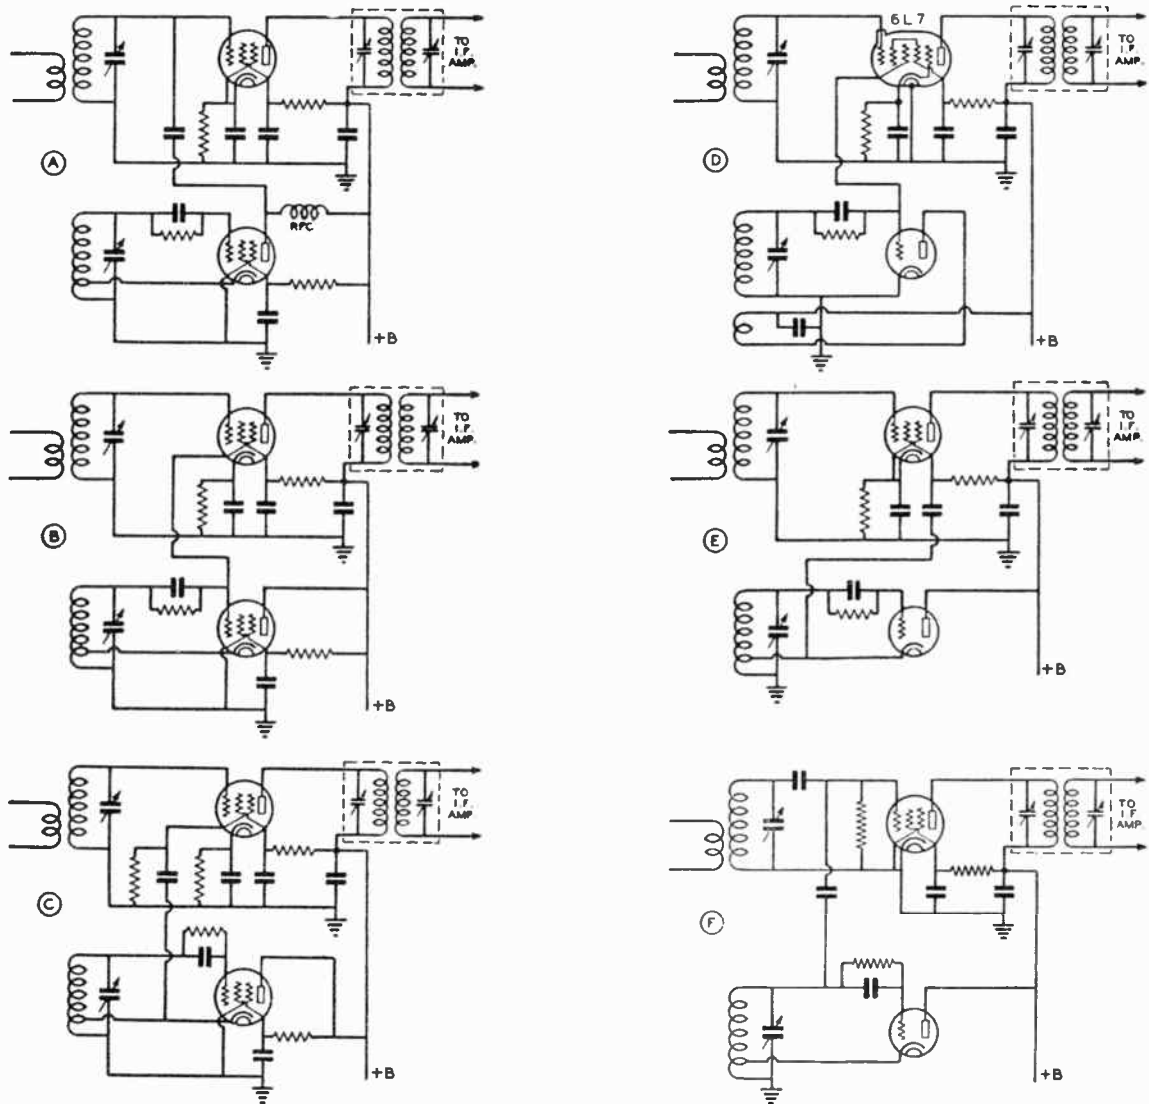 TO
I.F.
AMP.
A
RFC
+B
6L7
TO
I.F.
AMP.
D
+B
TO
I.F.
AMP.
B
+B
TO
I.F.
AMP.
E
+B
TO
I.F.
AMP.
C
+B
TO
I F
AMP.
F
+B